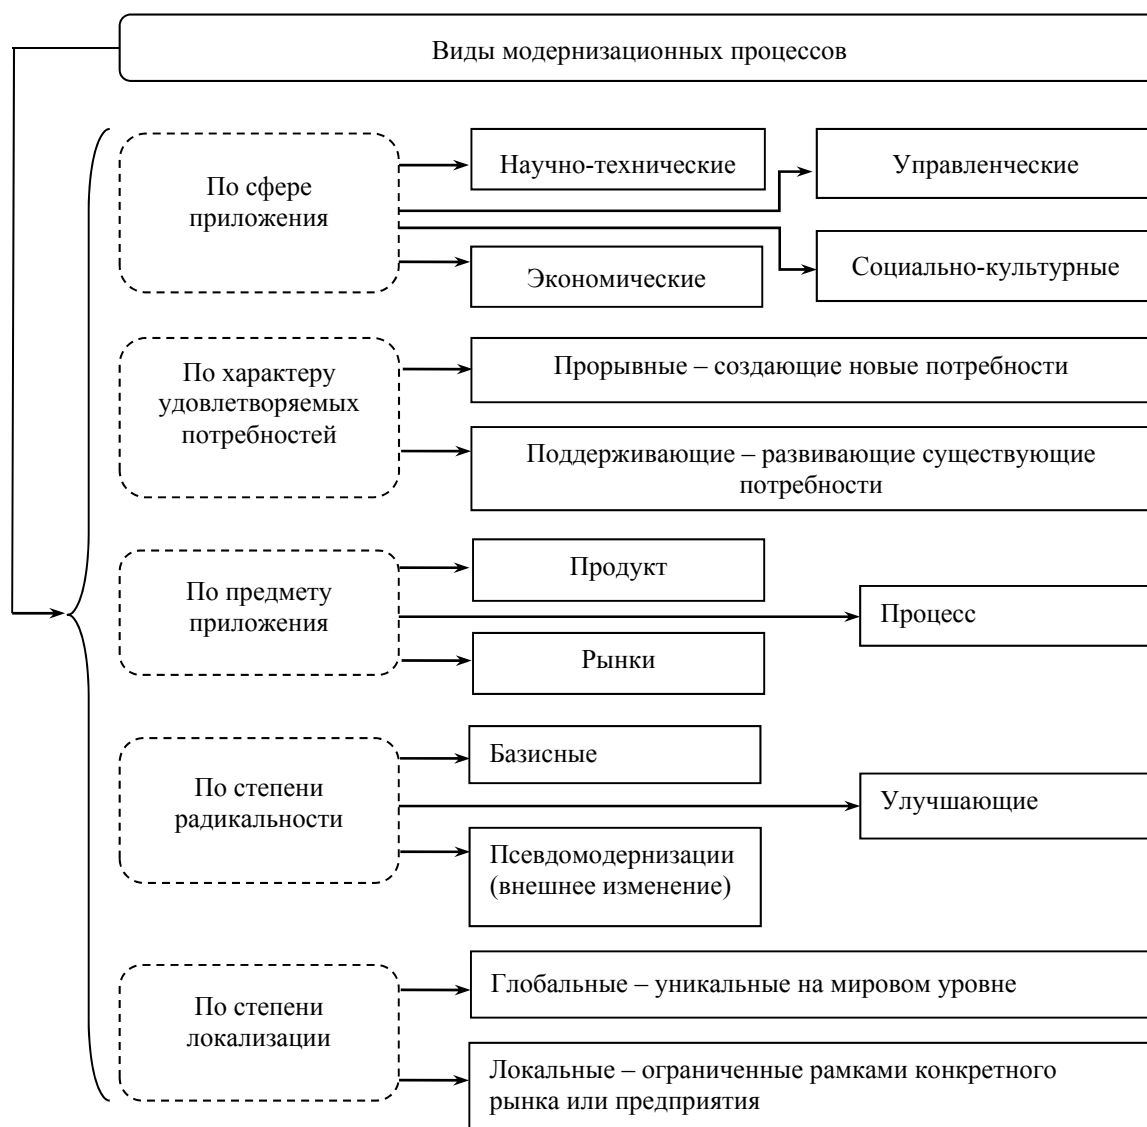 Виды модернизационных процессов
По сфере
приложения
Научно-технические
Управленческие
Экономические
Социально-культурные
По характеру
удовлетворяемых
потребностей
Прорывные – создающие новые потребности
Поддерживающие – развивающие существующие
потребности
По предмету
приложения
Продукт
Процесс
Рынки
По степени
радикальности
Базисные
Улучшающие
Псевдомодернизации
(внешнее изменение)
По степени
локализации
Глобальные – уникальные на мировом уровне
Локальные – ограниченные рамками конкретного
рынка или предприятия